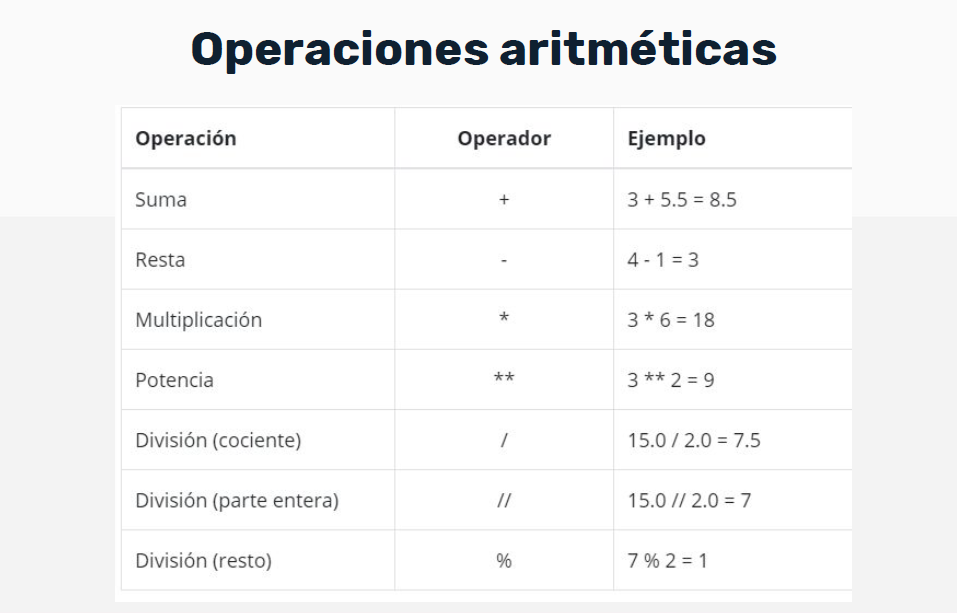 Operaciones aritméticas
Operación Operador Ejemplo
Suma + 3 + 5.5 = 8.5
Resta - 4 - 1 = 3
Multiplicación * 3 * 6 = 18
Potencia ** 3 ** 2 = 9
División (cociente) / 15.0 / 2.0 = 7.5
División (parte entera) // 15.0 // 2.0 = 7
División (resto) % 7 % 2 = 1